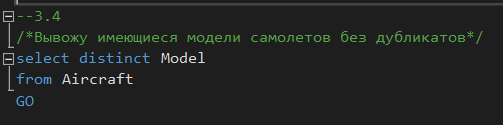 --3.4
/*Вывожу имеющиеся модели самолетов без дубликатов*/
select distinct Model
from Aircraft
GO